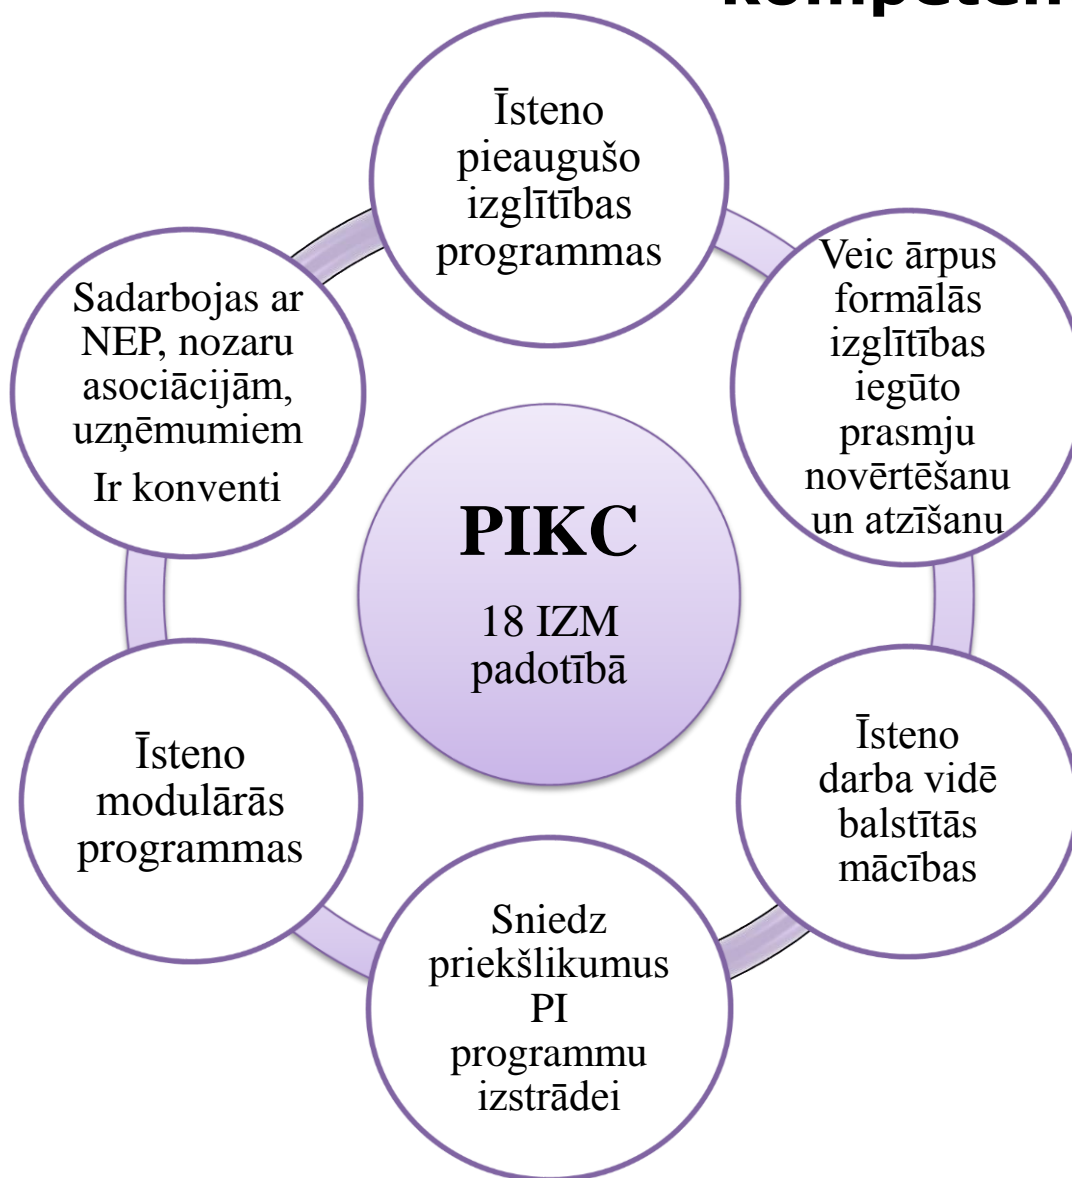 Īsteno
pieaugušo
izglītības
programmas
Veic ārpus
formālās
izglītības
iegūto
prasmju
novērtēšanu
un atzīšanu
Sadarbojas ar
NEP, nozaru
asociācijām,
uzņēmumiem
Ir konventi
PIKC
18 IZM
padotībā
Īsteno
darba vidē
balstītās
mācības
Īsteno
modulārās
programmas
Sniedz
priekšlikumus
PI
programmu
izstrādei